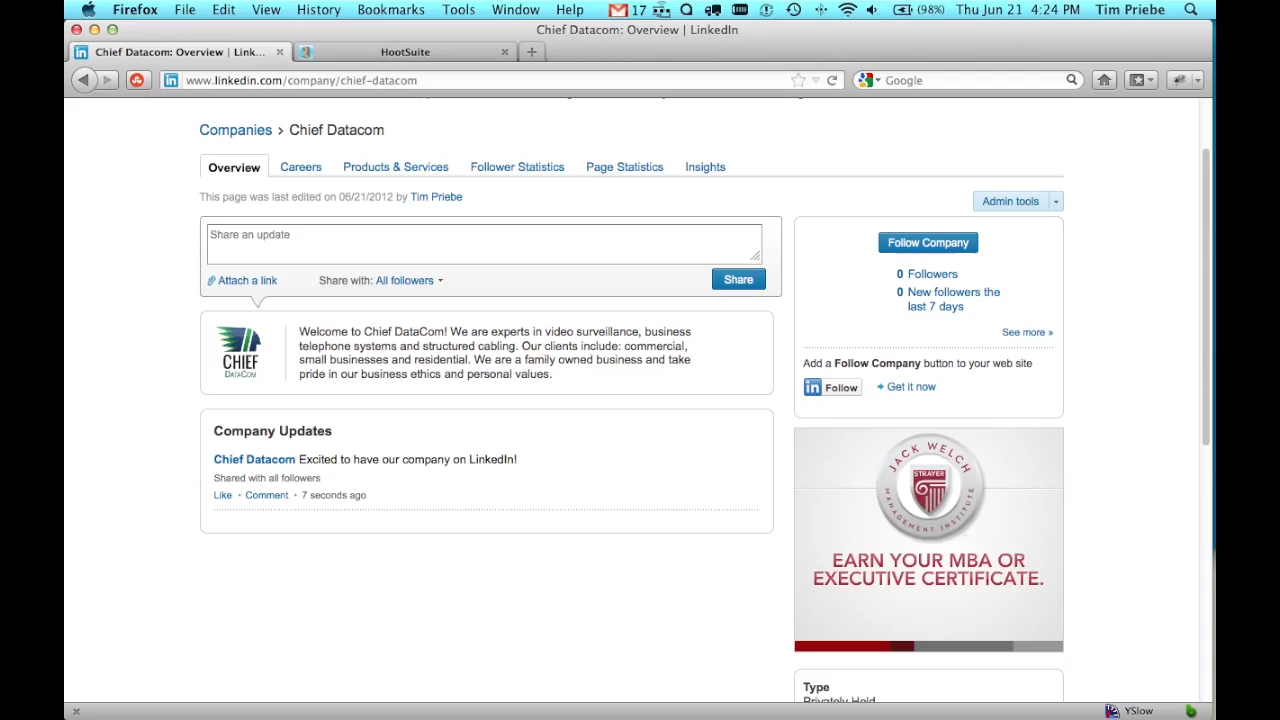 Firefox File Edit View History Bookmarks Tools Window Help 17 (98%) Thu Jun 21 4:24 PM Tim Priebe
Chief Datacom: Overview | LinkedIn
Chief Datacom: Overview | Link... HootSuite
www.linkedin.com/company/chief-datacom Google
Companies > Chief Datacom
Overview Careers Products & Services Follower Statistics Page Statistics Insights
This page was last edited on 06/21/2012 by Tim Priebe
Admin tools
Share an update
Attach a link Share with: All followers Share
Follow Company
0 Followers
0 New followers the
last 7 days
See more »
Add a Follow Company button to your web site
in Follow Get it now
CHIEF
DATACOM
Welcome to Chief DataCom! We are experts in video surveillance, business
telephone systems and structured cabling. Our clients include: commercial,
small businesses and residential. We are a family owned business and take
pride in our business ethics and personal values.
Company Updates
Chief Datacom Excited to have our company on LinkedIn!
Shared with all followers
Like • Comment • 7 seconds ago
JACK WELCH
STRAYER
MANAGEMENT INSTITUTE
EARN YOUR MBA OR
EXECUTIVE CERTIFICATE.
Type
Privately Held
YSlow